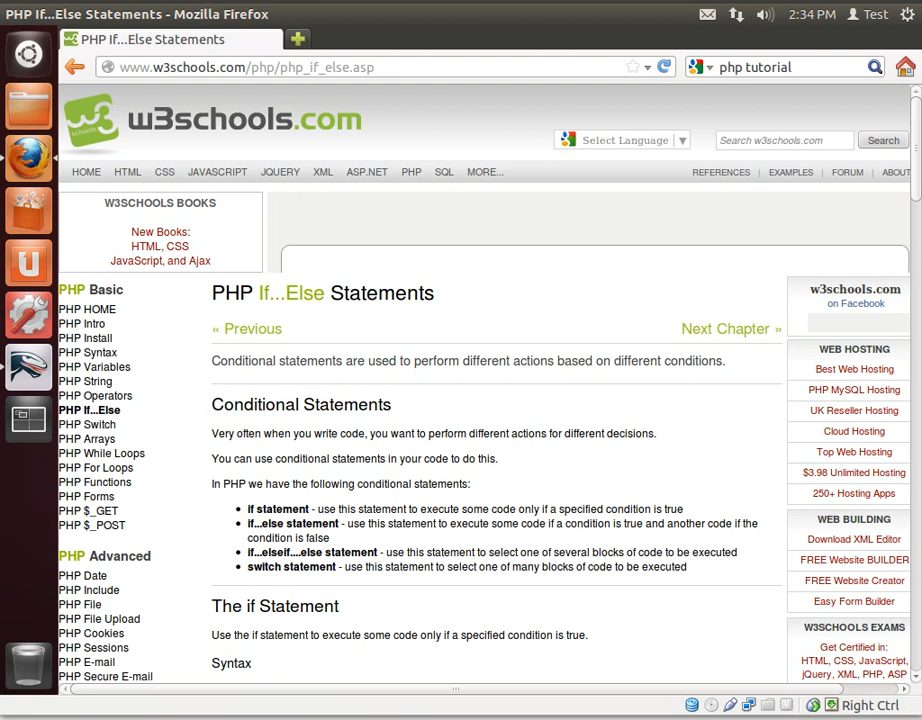 PHP If...Else Statements - Mozilla Firefox
2:34 PM
Test
PHP If...Else Statements
www.w3schools.com/php/php_if_else.asp
php tutorial
w3
schools
w3schools.com
Select Language
Search w3schools.com
Search
HOME HTML CSS JAVASCRIPT JQUERY XML ASP.NET PHP SQL MORE...
REFERENCES EXAMPLES FORUM ABOUT
W3SCHOOLS BOOKS
New Books:
HTML, CSS
JavaScript, and Ajax
PHP Basic
PHP HOME
PHP Intro
PHP Install
PHP Syntax
PHP Variables
PHP String
PHP Operators
PHP If...Else
PHP Switch
PHP Arrays
PHP While Loops
PHP For Loops
PHP Functions
PHP Forms
PHP $_GET
PHP $_POST
PHP Advanced
PHP Date
PHP Include
PHP File
PHP File Upload
PHP Cookies
PHP Sessions
PHP E-mail
PHP Secure E-mail
PHP If...Else Statements
« Previous
Next Chapter »
Conditional statements are used to perform different actions based on different conditions.
Conditional Statements
Very often when you write code, you want to perform different actions for different decisions.
You can use conditional statements in your code to do this.
In PHP we have the following conditional statements:
• if statement - use this statement to execute some code only if a specified condition is true
• if...else statement - use this statement to execute some code if a condition is true and another code if the
condition is false
• if...elseif....else statement - use this statement to select one of several blocks of code to be executed
• switch statement - use this statement to select one of many blocks of code to be executed
The if Statement
Use the if statement to execute some code only if a specified condition is true.
Syntax
w3schools.com
on Facebook
WEB HOSTING
Best Web Hosting
PHP MySQL Hosting
UK Reseller Hosting
Cloud Hosting
Top Web Hosting
$3.98 Unlimited Hosting
250+ Hosting Apps
WEB BUILDING
Download XML Editor
FREE Website BUILDER
FREE Website Creator
Easy Form Builder
W3SCHOOLS EXAMS
Get Certified in:
HTML, CSS, JavaScript,
jQuery, XML, PHP, ASP
Right Ctrl